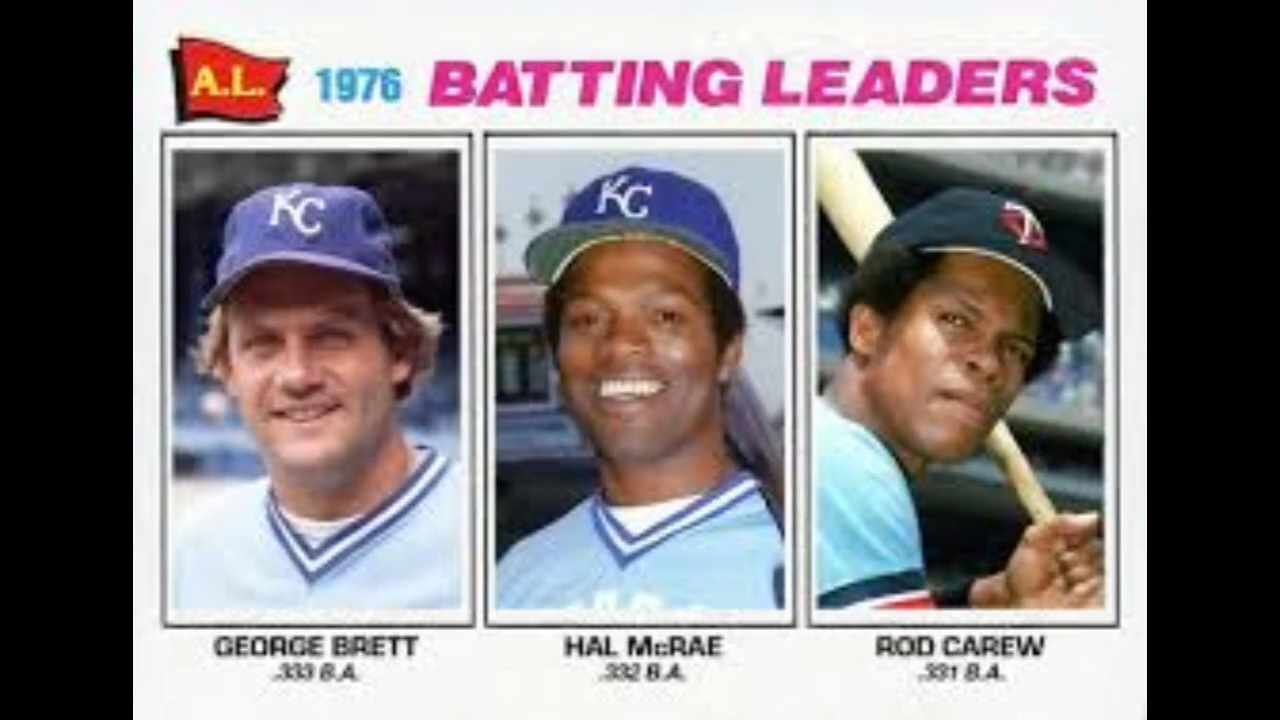 A.L. 1976 BATTING LEADERS
KC
KC
T
GEORGE BRETT
HAL McRAE
ROD CAREW
.333 B.A.
.332 B.A.
.331 B.A.